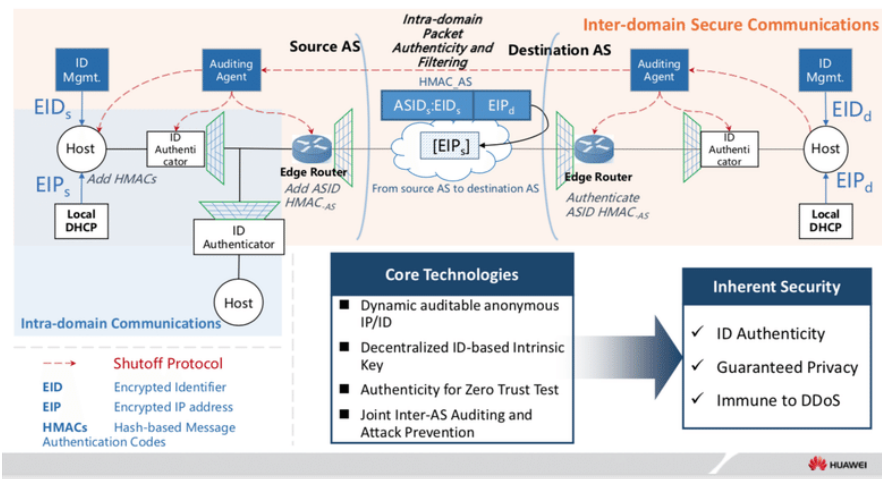 Inter-domain Secure Communications
Intra-domain
Packet
Authenticity and
Filtering
Source AS
Destination AS
ID
Mgmt.
Auditing
Agent
Auditing
Agent
ID
Mgmt.
HMAC_AS
ASIDs:EIDs
EIPd
[EIPs]
From source AS to destination AS
EIDs
Host
EIPs
Add HMACs
Local
DHCP
ID
Authenti
cator
Edge Router
Add ASID
HMAC-AS
ID
Authenticator
Host
Intra-domain Communications
Edge Router
Authenticate
ASID HMAC-AS
ID
Authenti
cator
EIDd
Host
EIPd
Local
DHCP
Shutoff Protocol
EID Encrypted Identifier
EIP Encrypted IP address
HMACs Hash-based Message
Authentication Codes
Core Technologies
■ Dynamic auditable anonymous
IP/ID
■ Decentralized ID-based Intrinsic
Key
■ Authenticity for Zero Trust Test
■ Joint Inter-AS Auditing and
Attack Prevention
Inherent Security
✓ ID Authenticity
✓ Guaranteed Privacy
✓ Immune to DDoS
HUAWEI